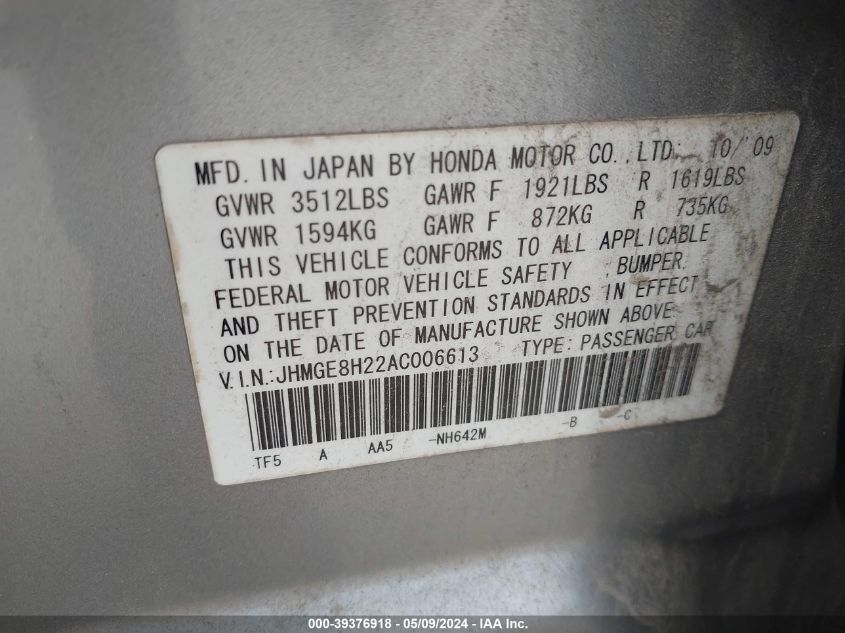 MFD. IN JAPAN BY HONDA MOTOR CO.,LTD. 10/'09
GVWR 3512LBS GAWR F 1921LBS R 1619LBS
GVWR 1594KG GAWR F 872KG R 735KG
THIS VEHICLE CONFORMS TO ALL APPLICABLE
FEDERAL MOTOR VEHICLE SAFETY ,BUMPER,
AND THEFT PREVENTION STANDARDS IN EFFECT
ON THE DATE OF MANUFACTURE SHOWN ABOVE
V.I.N.:JHMGE8H22AC006613 TYPE: PASSENGER CAR
TF5 A AA5 -NH642M -B -C
000-39376918 - 05/09/2024 - IAA Inc.